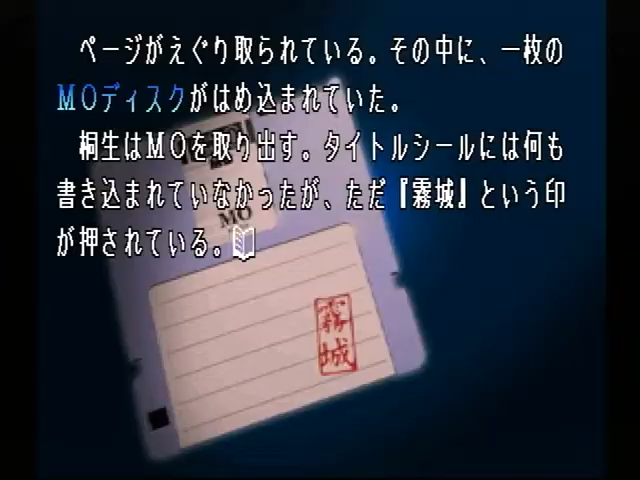 ページがえぐり取られている。その中に、一枚の
ＭＯディスクがはめ込まれていた。
桐生はＭＯを取り出す。タイトルシールには何も
書き込まれていなかったが、ただ『霧城』という印
が押されている。
MO
霧城